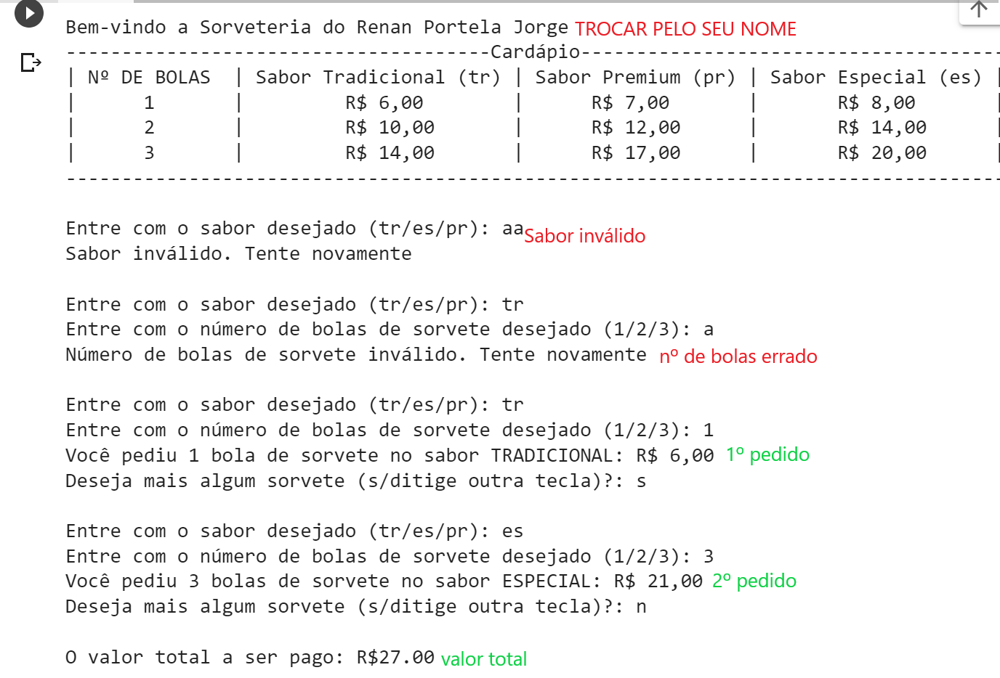 Bem-vindo a Sorveteria do Renan Portela Jorge TROCAR PELO SEU NOME
--------------------------------------Cardápio--------------------------------------
| Nº DE BOLAS | Sabor Tradicional (tr) | Sabor Premium (pr) | Sabor Especial (es) |
| 1 | R$ 6,00 | R$ 7,00 | R$ 8,00 |
| 2 | R$ 10,00 | R$ 12,00 | R$ 14,00 |
| 3 | R$ 14,00 | R$ 17,00 | R$ 20,00 |
------------------------------------------------------------------------------------
Entre com o sabor desejado (tr/es/pr): aa Sabor inválido
Sabor inválido. Tente novamente
Entre com o sabor desejado (tr/es/pr): tr
Entre com o número de bolas de sorvete desejado (1/2/3): a
Número de bolas de sorvete inválido. Tente novamente nº de bolas errado
Entre com o sabor desejado (tr/es/pr): tr
Entre com o número de bolas de sorvete desejado (1/2/3): 1
Você pediu 1 bola de sorvete no sabor TRADICIONAL: R$ 6,00 1º pedido
Deseja mais algum sorvete (s/ditige outra tecla)?: s
Entre com o sabor desejado (tr/es/pr): es
Entre com o número de bolas de sorvete desejado (1/2/3): 3
Você pediu 3 bolas de sorvete no sabor ESPECIAL: R$ 21,00 2º pedido
Deseja mais algum sorvete (s/ditige outra tecla)?: n
O valor total a ser pago: R$27.00 valor total